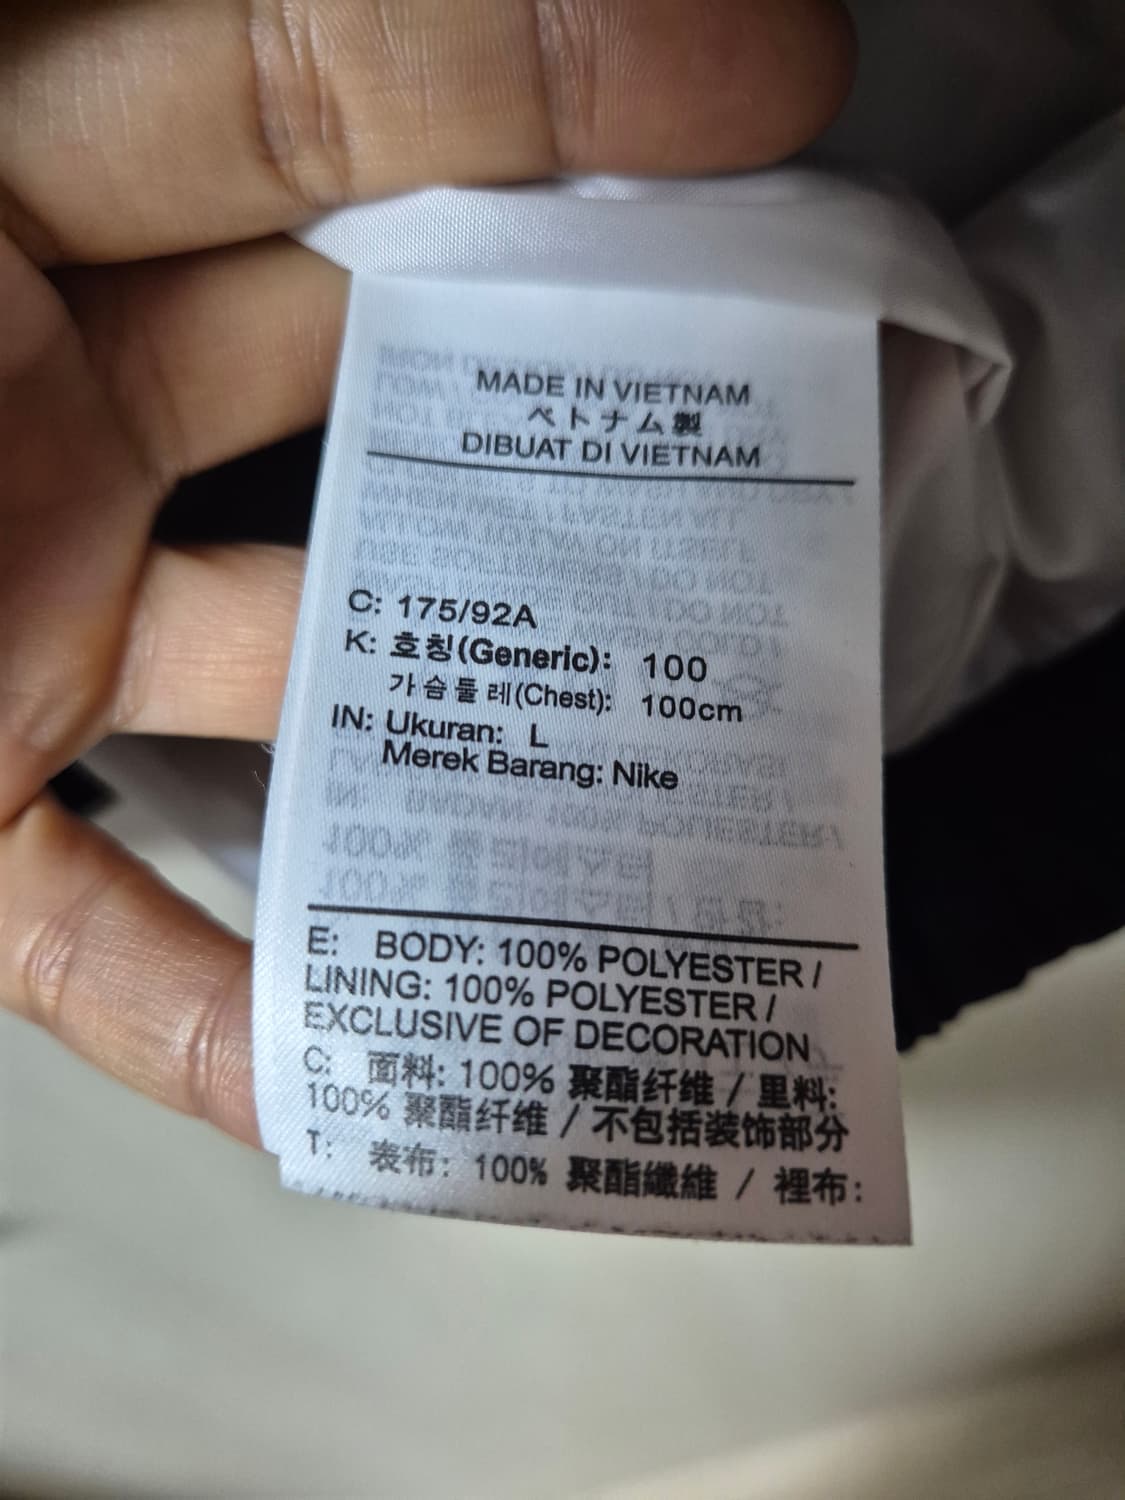 MADE IN VIETNAM
ベトナム製
DIBUAT DI VIETNAM
C: 175/92A
K: 호칭(Generic): 100
가슴둘레(Chest): 100cm
IN: Ukuran: L
Merek Barang: Nike
E: BODY: 100% POLYESTER /
LINING: 100% POLYESTER /
EXCLUSIVE OF DECORATION
C: 面料: 100% 聚酯纤维 / 里料:
100% 聚酯纤维 / 不包括装饰部分
T: 表布: 100% 聚酯纖維 / 裡布: